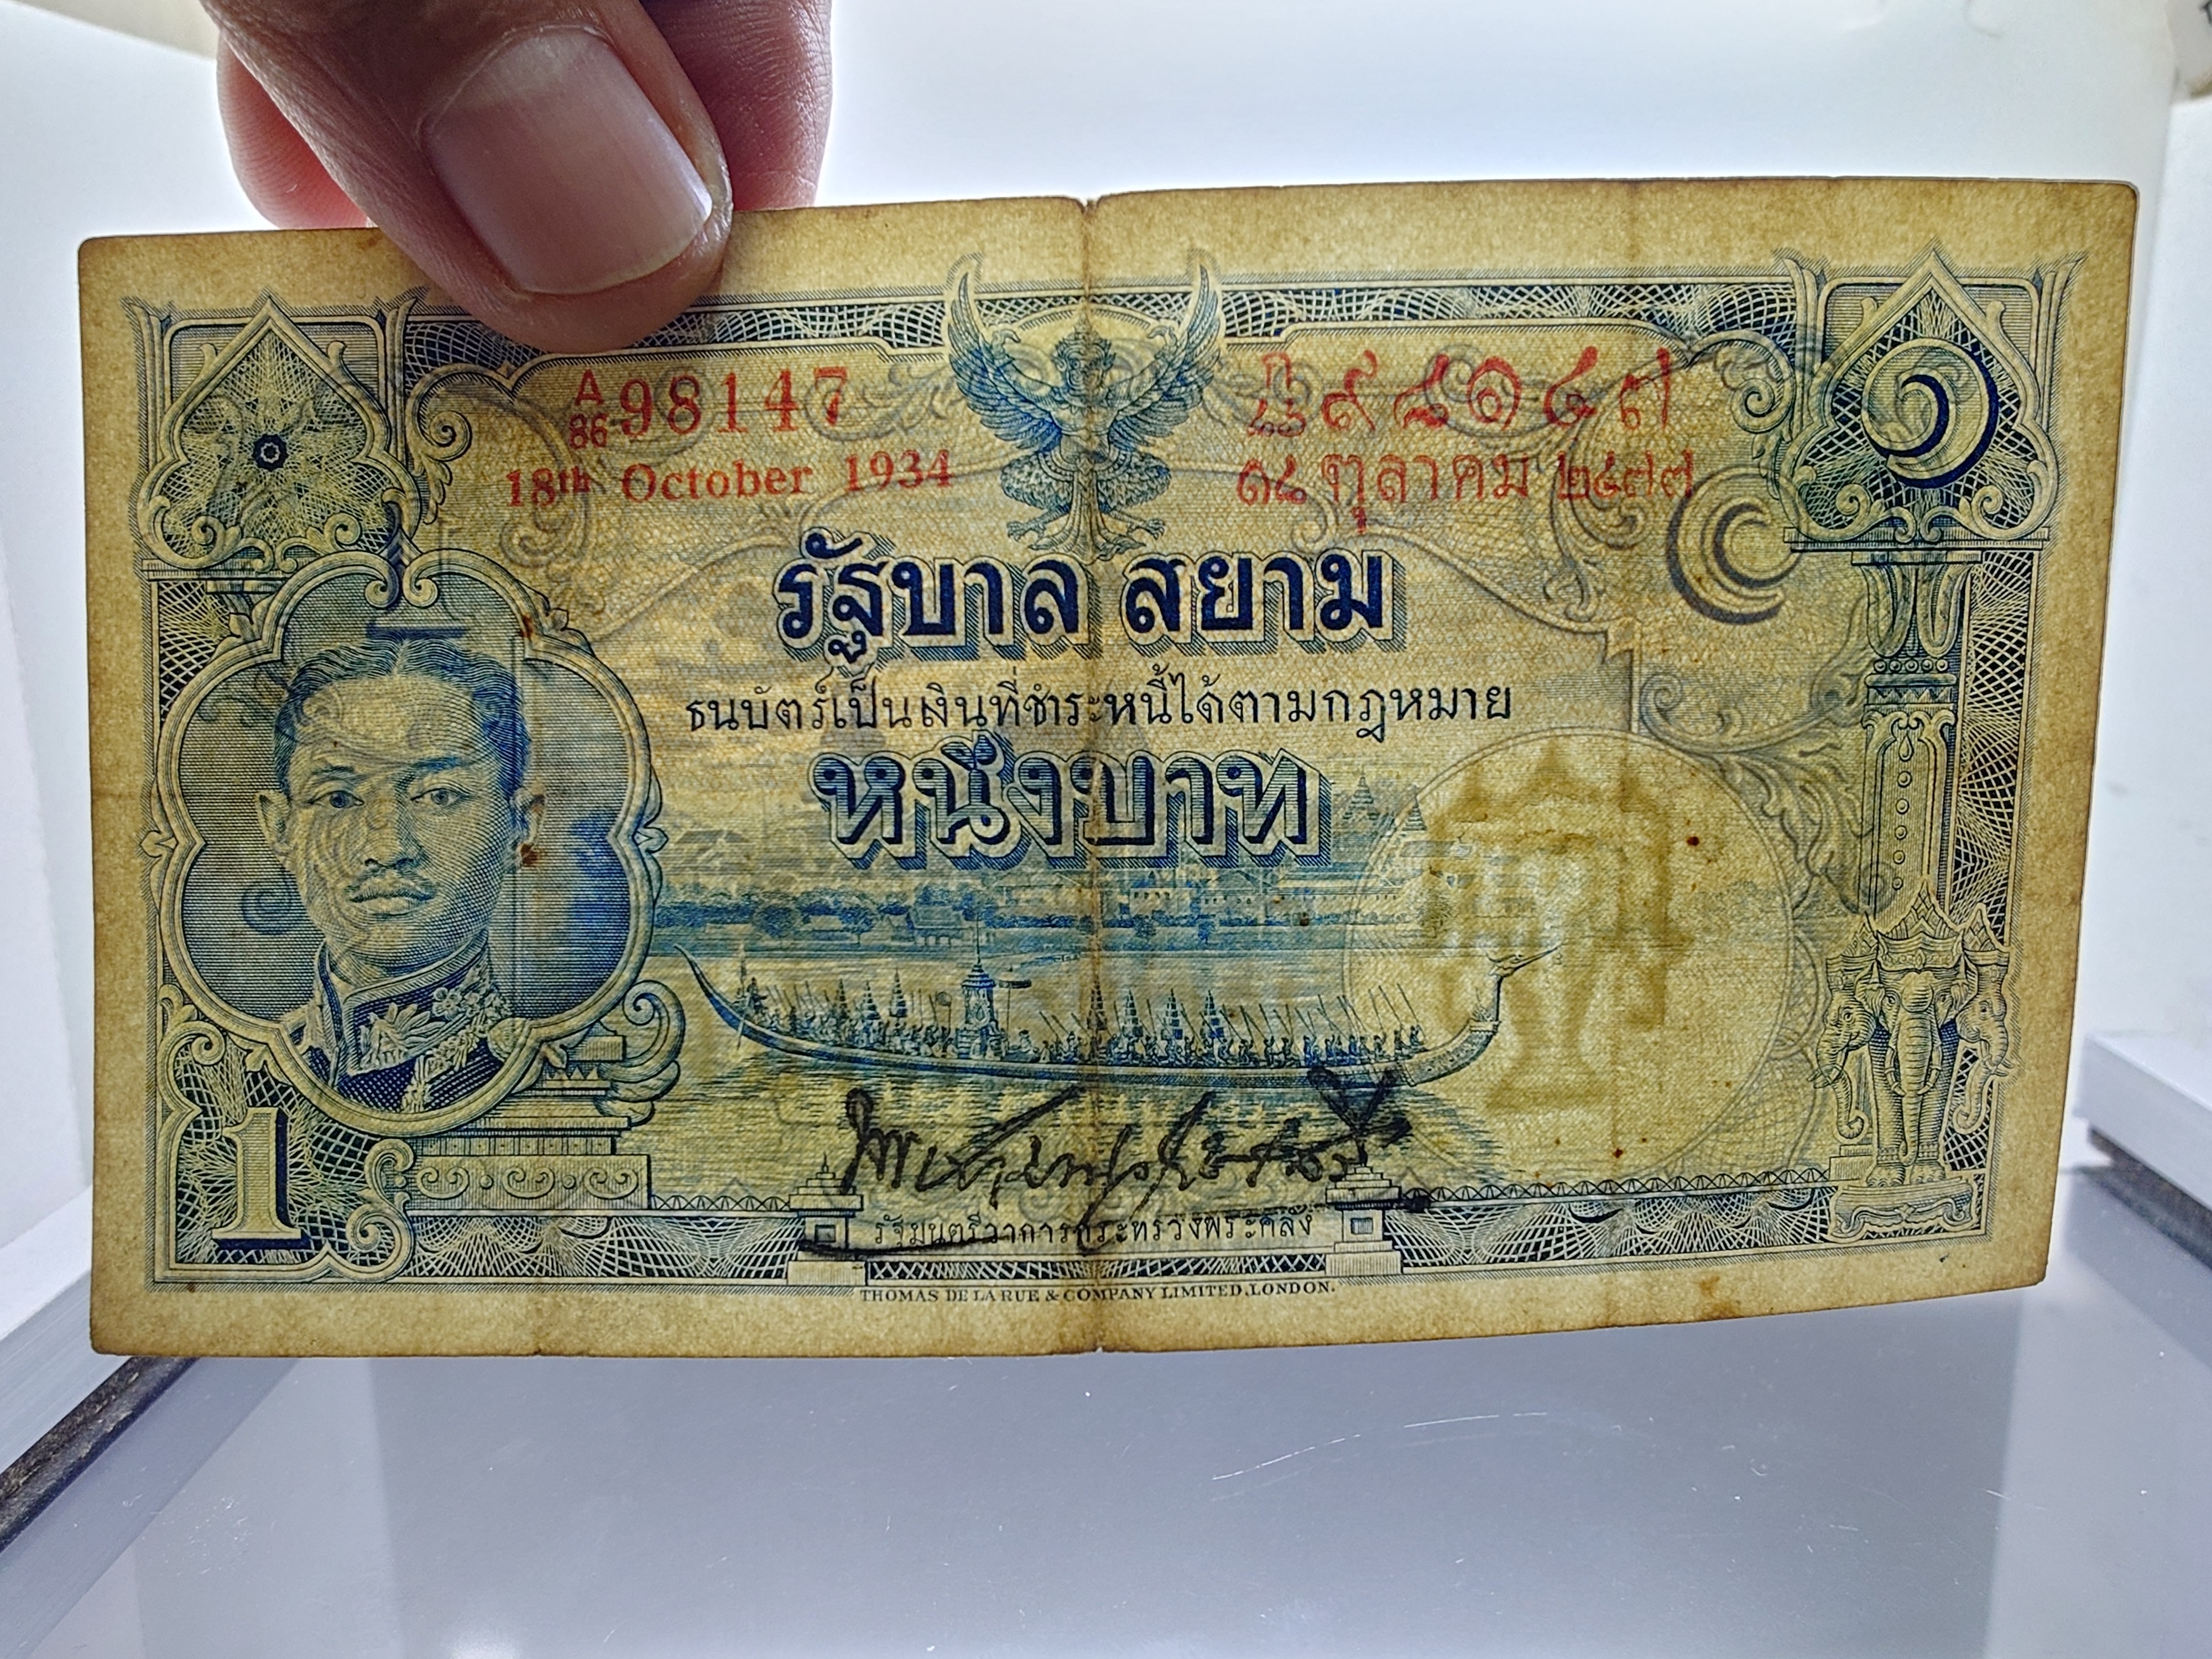 A/86 98147
ก/๘๖ ๙๘๑๔๗
18th October 1934
๑๘ ตุลาคม ๒๔๗๗
๑
รัฐบาล สยาม
ธนบัตร์เป็นเงินที่ชำระหนี้ได้ตามกฎหมาย
หนึ่งบาท
1
รัฐมนตรีว่าการกระทรวงพระคลัง
THOMAS DE LA RUE & COMPANY LIMITED, LONDON.